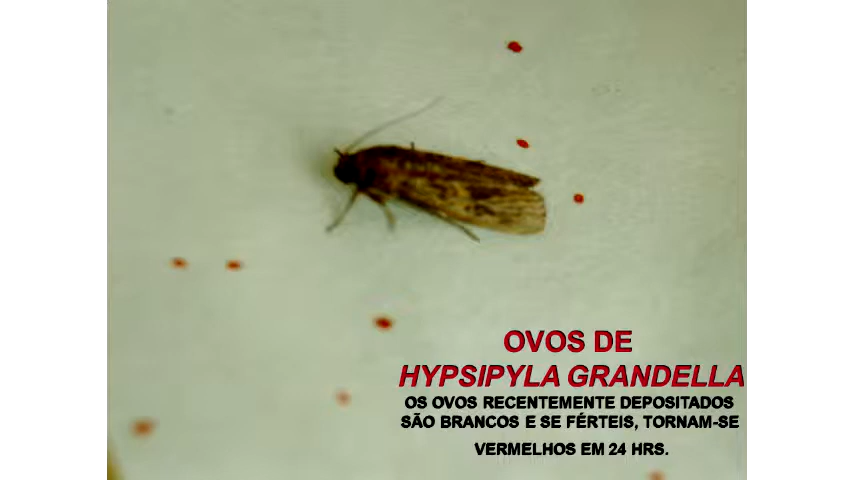 OVOS DE
HYPSIPYLA GRANDELLA
OS OVOS RECENTEMENTE DEPOSITADOS
SÃO BRANCOS E SE FÉRTEIS, TORNAM-SE
VERMELHOS EM 24 HRS.